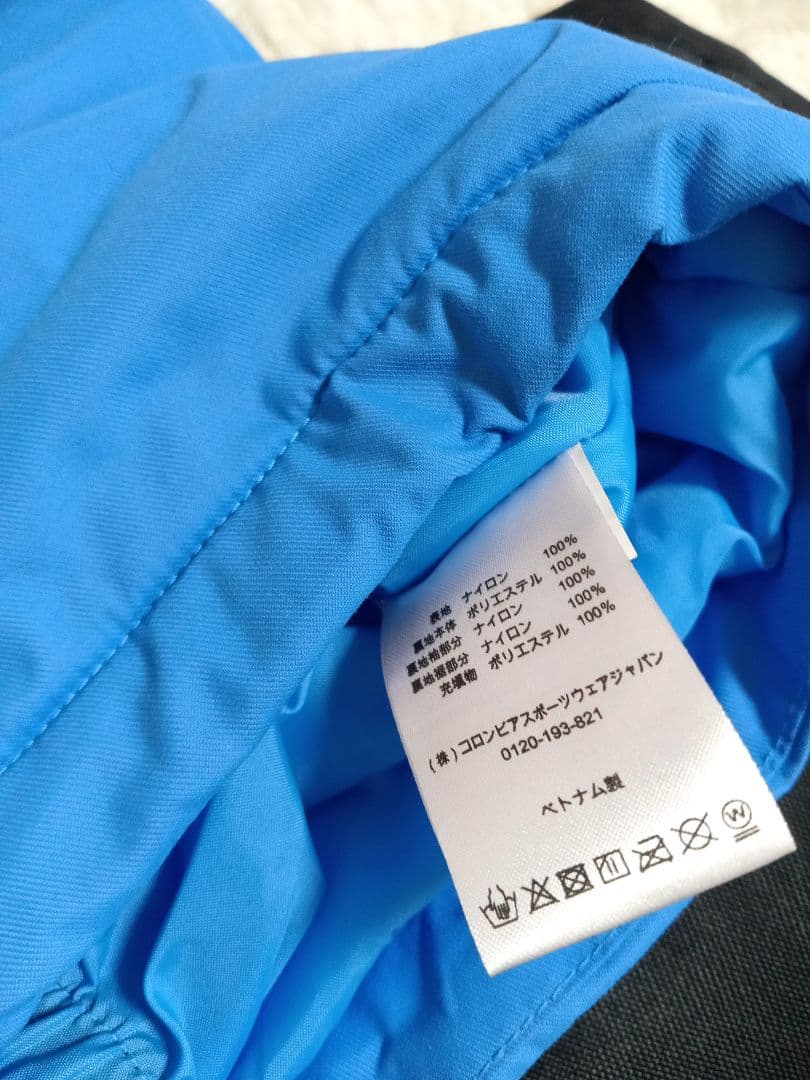 表地 ナイロン 100%
裏地本体 ポリエステル 100%
裏地袖部分 ナイロン 100%
裏地裾部分 ナイロン 100%
充填物 ポリエステル 100%
(株)コロンビアスポーツウェアジャパン
0120-193-821
ベトナム製
W